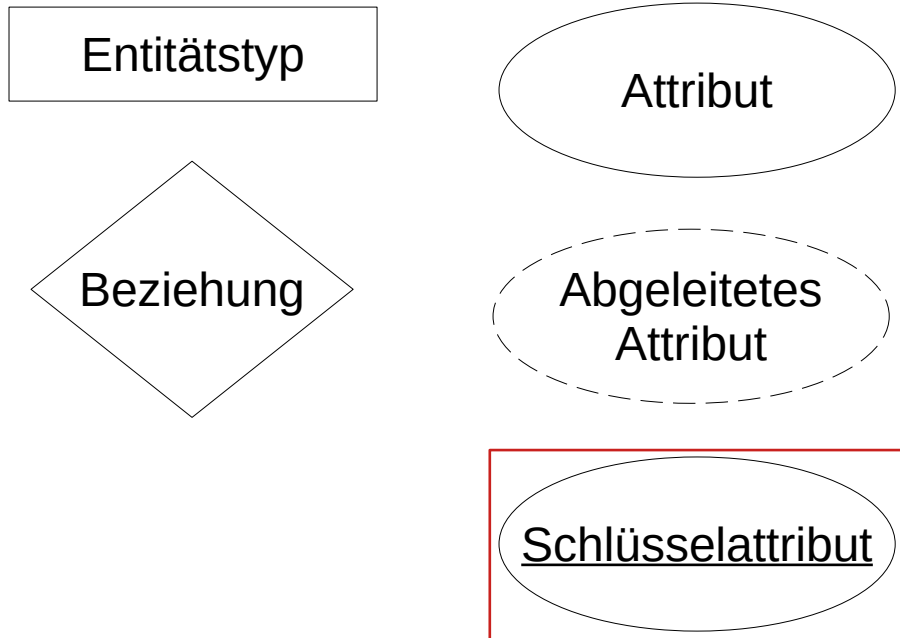 Entitätstyp
Attribut
Beziehung
Abgeleitetes
Attribut
Schlüsselattribut